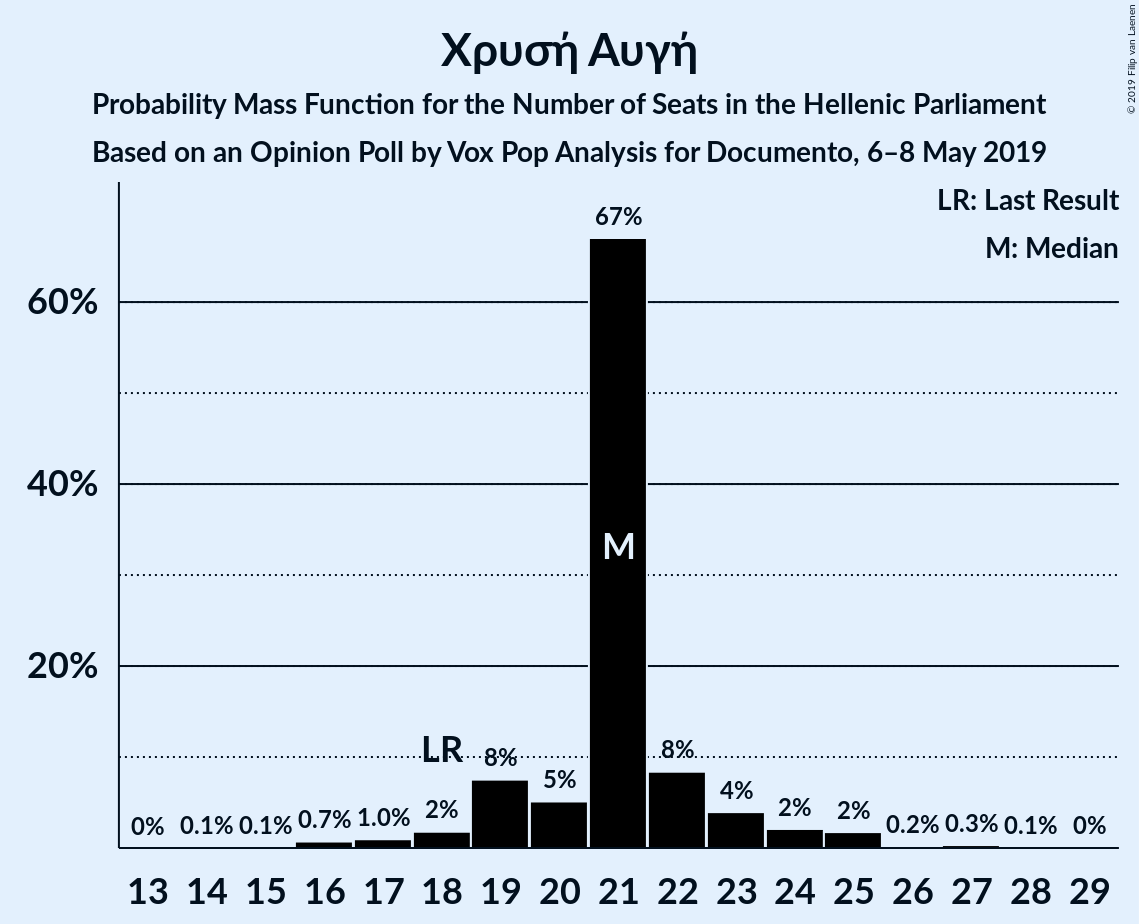 Χρυσή Αυγή
Probability Mass Function for the Number of Seats in the Hellenic Parliament
Based on an Opinion Poll by Vox Pop Analysis for Documento, 6–8 May 2019
© 2019 Filip van Laenen
LR: Last Result
M: Median
60%
40%
20%
0% 0.1% 0.1% 0.7% 1.0% 2% 8% 5% 67% 8% 4% 2% 2% 0.2% 0.3% 0.1% 0%
LR
M
13 14 15 16 17 18 19 20 21 22 23 24 25 26 27 28 29